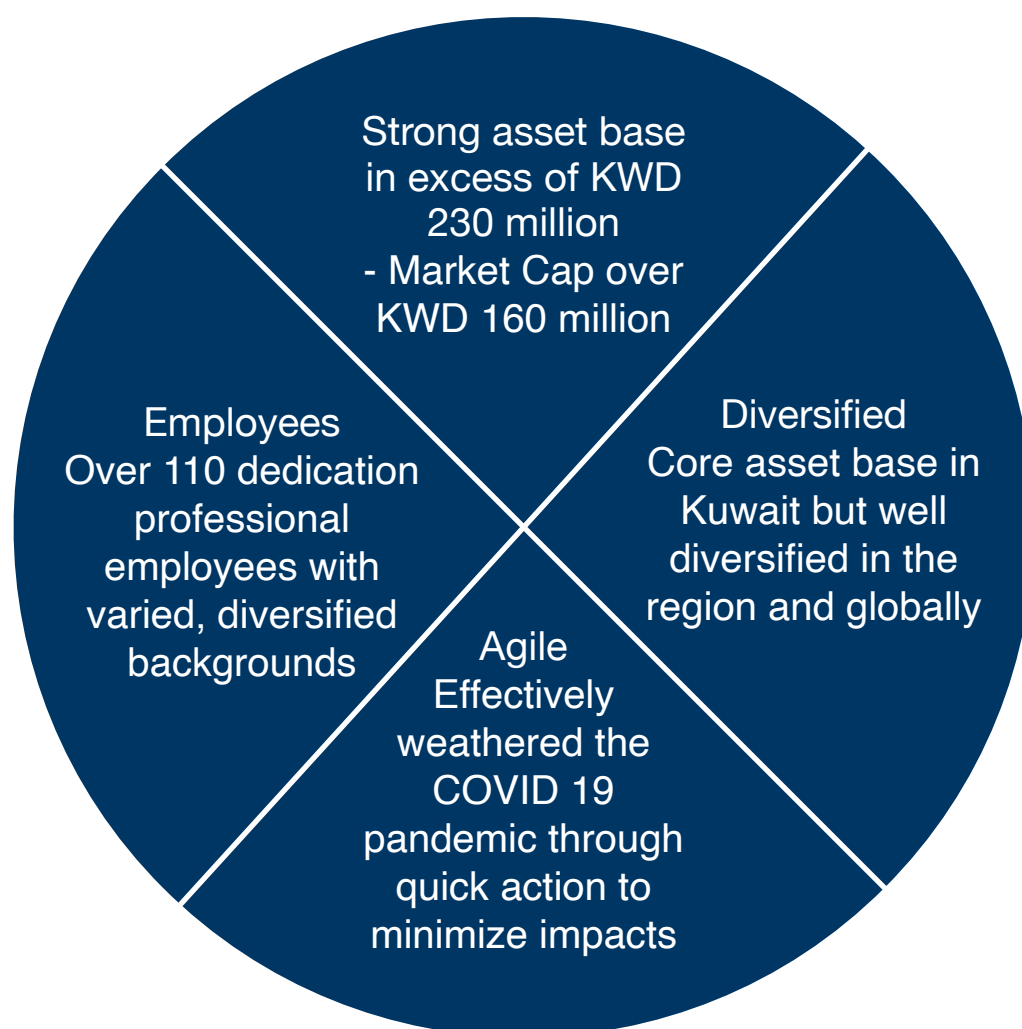 Strong asset base
in excess of KWD
230 million
- Market Cap over
KWD 160 million
Employees
Over 110 dedication
professional
employees with
varied, diversified
backgrounds
Diversified
Core asset base in
Kuwait but well
diversified in the
region and globally
Agile
Effectively
weathered the
COVID 19
pandemic through
quick action to
minimize impacts